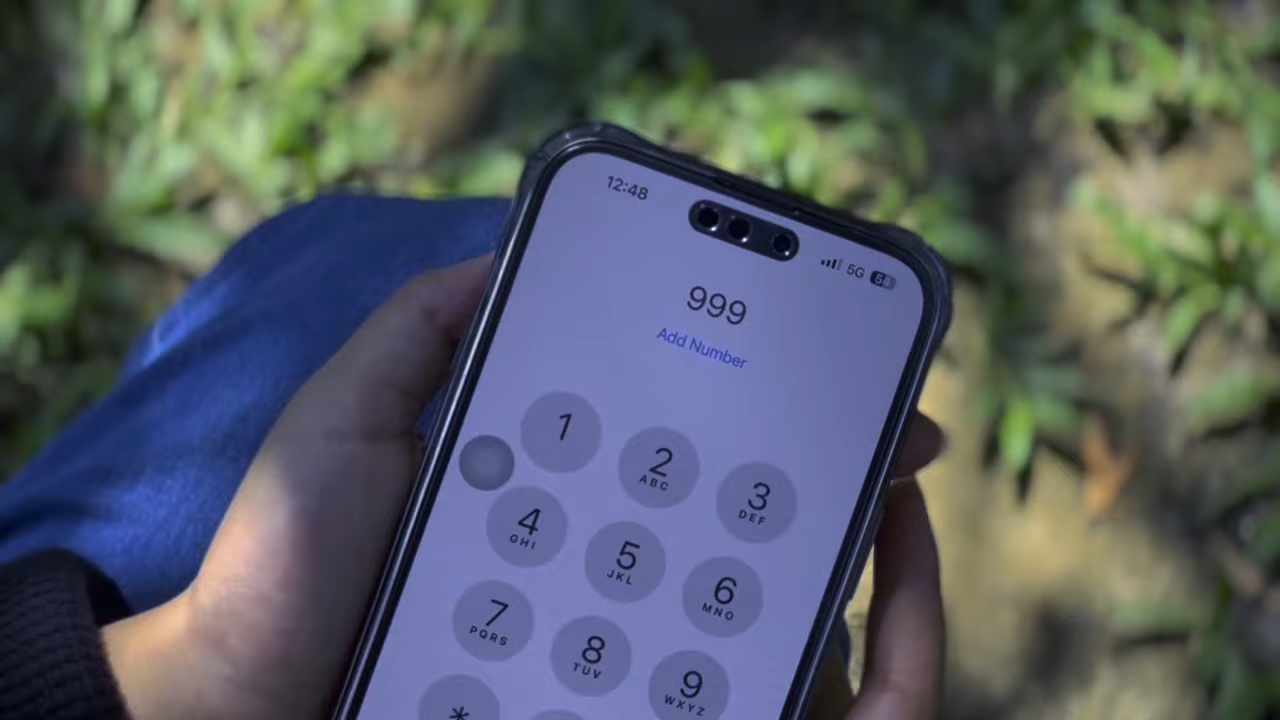 12:48
5G 54
999
Add Number
1
2
ABC
3
DEF
4
GHI
5
JKL
6
MNO
7
PQRS
8
TUV
9
WXYZ
*